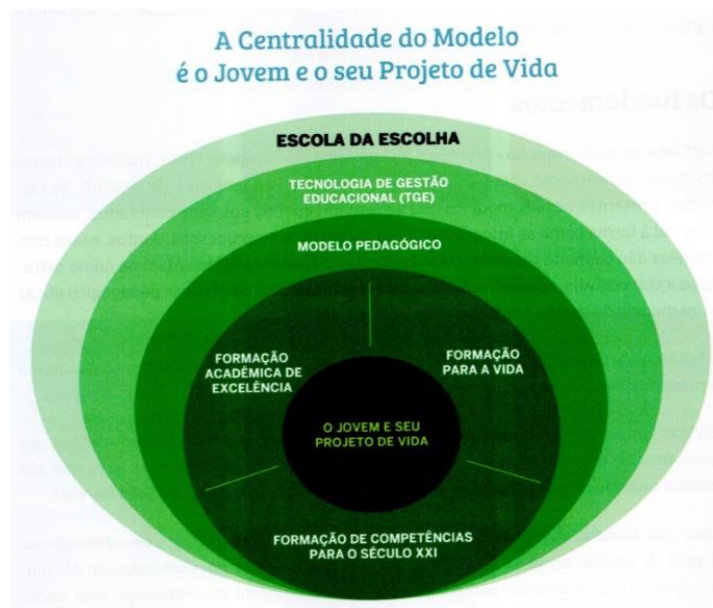 A Centralidade do Modelo
é o Jovem e o seu Projeto de Vida
ESCOLA DA ESCOLHA
TECNOLOGIA DE GESTÃO
EDUCACIONAL (TGE)
MODELO PEDAGÓGICO
FORMAÇÃO
ACADÊMICA DE
EXCELÊNCIA
FORMAÇÃO
PARA A VIDA
O JOVEM E SEU
PROJETO DE VIDA
FORMAÇÃO DE COMPETÊNCIAS
PARA O SÉCULO XXI